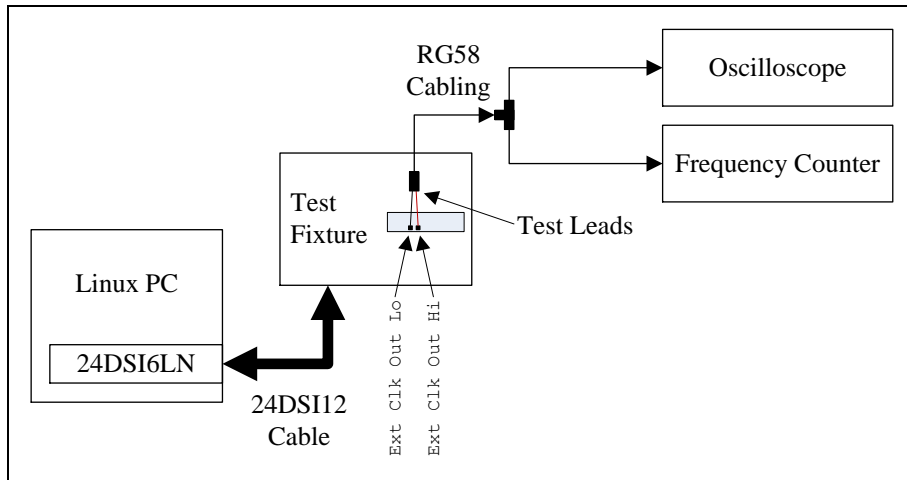 RG58
Cabling
Oscilloscope
Frequency Counter
Test
Fixture
Test Leads
Linux PC
24DSI6LN
24DSI12
Cable
Ext Clk Out Lo
Ext Clk Out Hi